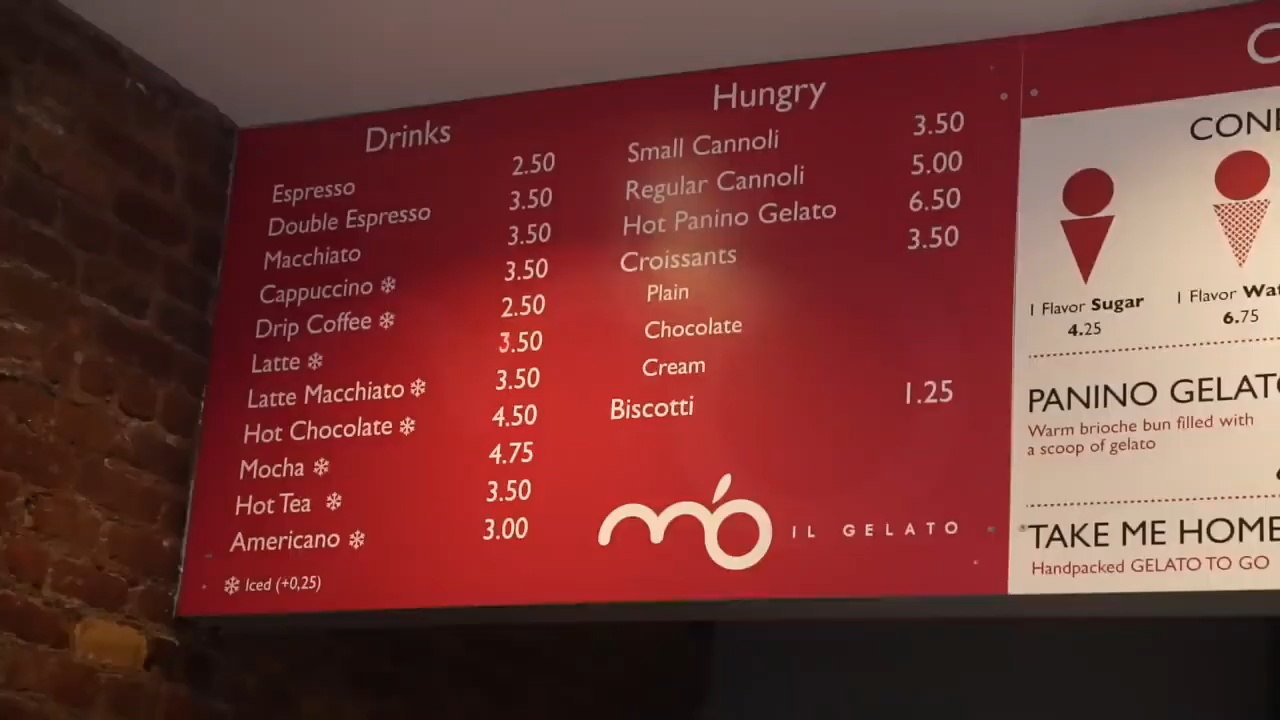 Drinks
Espresso 2.50
Double Espresso 3.50
Macchiato 3.50
Cappuccino ❄ 3.50
Drip Coffee ❄ 2.50
Latte ❄ 3.50
Latte Macchiato ❄ 3.50
Hot Chocolate ❄ 4.50
Mocha ❄ 4.75
Hot Tea ❄ 3.50
Americano ❄ 3.00
❄ Iced (+0,25)
Hungry
Small Cannoli 3.50
Regular Cannoli 5.00
Hot Panino Gelato 6.50
Croissants 3.50
Plain
Chocolate
Cream
Biscotti 1.25
mó IL GELATO
1 Flavor Sugar
4.25
1 Flavor
6.75
PANINO GELATO
Warm brioche bun filled with
a scoop of gelato
TAKE ME HOME
Handpacked GELATO TO GO